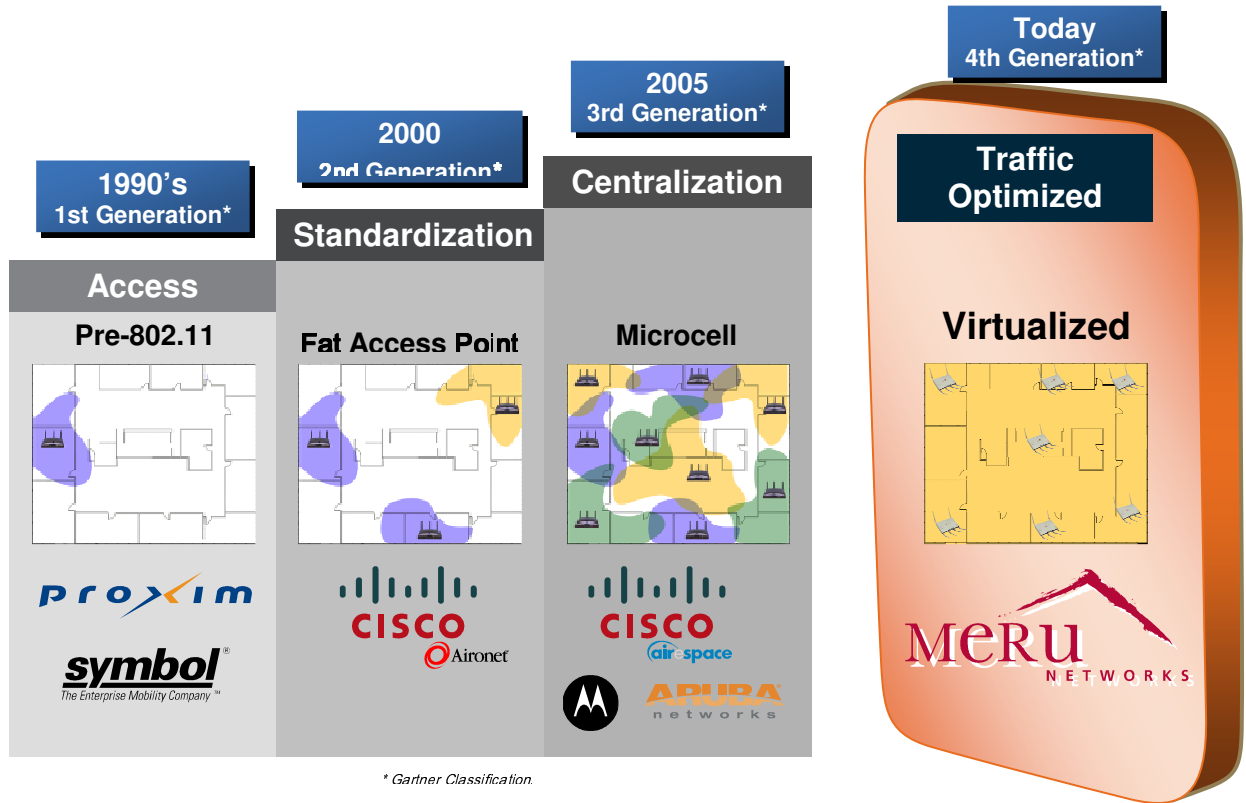 1990's
1st Generation*
Access
Pre-802.11
proxim
symbol®
The Enterprise Mobility Company™
2000
2nd Generation*
Standardization
Fat Access Point
CISCO
Aironet
2005
3rd Generation*
Centralization
Microcell
CISCO
airespace
ARUBA
networks
Today
4th Generation*
Traffic
Optimized
Virtualized
MeRu
NETWORKS
* Gartner Classification.